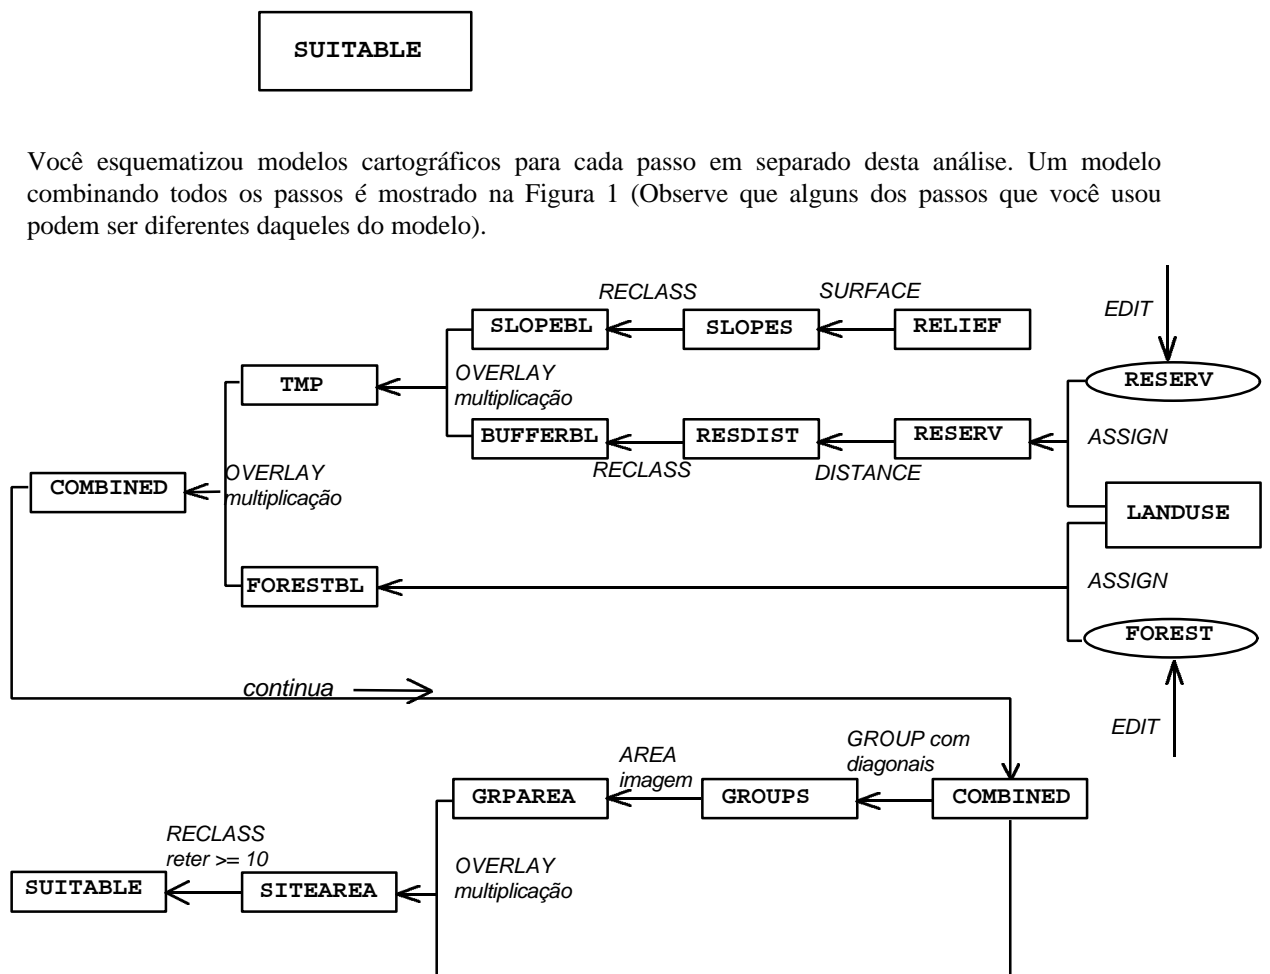 SUITABLE
Você esquematizou modelos cartográficos para cada passo em separado desta análise. Um modelo
combinando todos os passos é mostrado na Figura 1 (Observe que alguns dos passos que você usou
podem ser diferentes daqueles do modelo).
RECLASS
SURFACE
EDIT
SLOPEBL
SLOPES
RELIEF
TMP
OVERLAY
multiplicação
RESERV
BUFFERBL
RESDIST
RESERV
ASSIGN
RECLASS
DISTANCE
COMBINED
OVERLAY
multiplicação
LANDUSE
FORESTBL
ASSIGN
FOREST
continua
EDIT
AREA
imagem
GROUP com
diagonais
GRPAREA
GROUPS
COMBINED
RECLASS
reter >= 10
OVERLAY
multiplicação
SUITABLE
SITEAREA